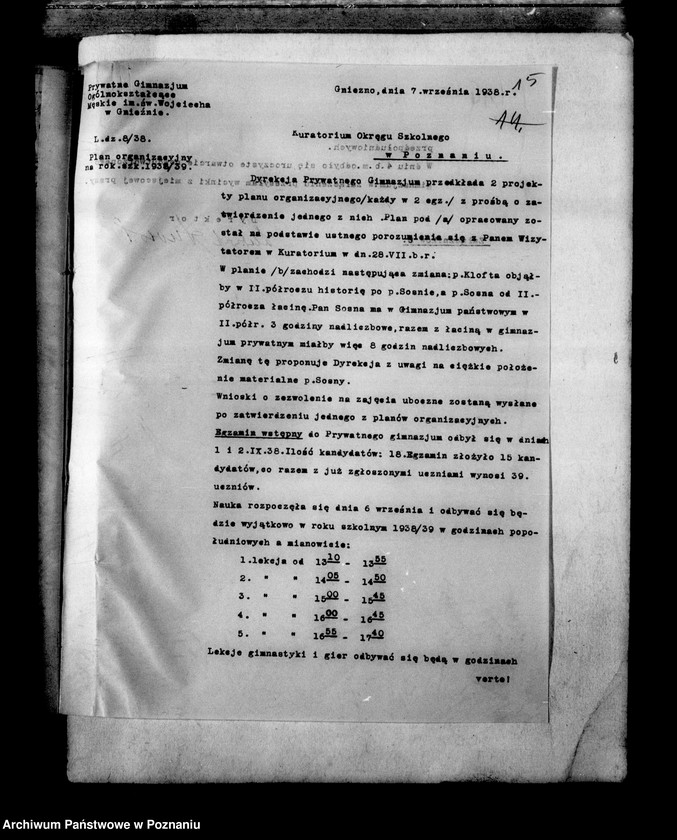 Prywatne Gimnazjum
Ogólnokształcące
Męskie im.św.Wojciecha
w Gnieźnie.
Gniezno,dnia 7.września 1938.r.
15
14.
L.dz.8/38.
Kuratorium Okręgu Szkolnego
w Poznaniu.
Plan organizacyjny
na rok.szk.1938/39.
Dyrekcja Prywatnego Gimnazjum przedkłada 2 projek-
ty planu organizacyjnego/każdy w 2 egz./ z prośbą o za-
twierdzenie jednego z nich .Plan pod /a/ opracowany zo-
stał na podstawie ustnego porozumienia się z Panem Wizy-
tatorem w Kuratorium w dn.28.VII.b.r.
W planie /b/zachodzi następująca zmiana:p.Klofta objął-
by w II.półroczu historię po p.Sośnie,a p.Sosna od II.-
półrocza łacinę.Pan Sosna ma w Gimnazjum państwowym w
II.półr. 3 godziny nadliczbowe,razem z łaciną w gimnaz-
jum prywatnym miałby więc 8 godzin nadliczbowych.
Zmianę tę proponuje Dyrekcja z uwagi na ciężkie położe-
nie materialne p.Sosny.
Wnioski o zezwolenie na zajęcia uboczne zostaną wysłane
po zatwierdzeniu jednego z planów organizacyjnych.
Egzamin wstępny do Prywatnego gimnazjum odbył się w dniach
1 i 2.IX.38.Ilość kandydatów: 18.Egzamin złożyło 15 kan-
dydatów,co razem z już zgłoszonymi uczniami wynosi 39.
uczniów.
Nauka rozpoczęła się dnia 6 września i odbywać się bę-
dzie wyjątkowo w roku szkolnym 1938/39 w godzinach popo-
łudniowych a mianowicie:
1.lekcja od 13 10 - 13 55
2. " " 14 05 - 14 50
3. " " 15 00 - 15 45
4. " " 16 00 - 16 45
5. " " 16 55 - 17 40
Lekcje gimnastyki i gier odbywać się będą w godzinach
verte!
Archiwum Państwowe w Poznaniu